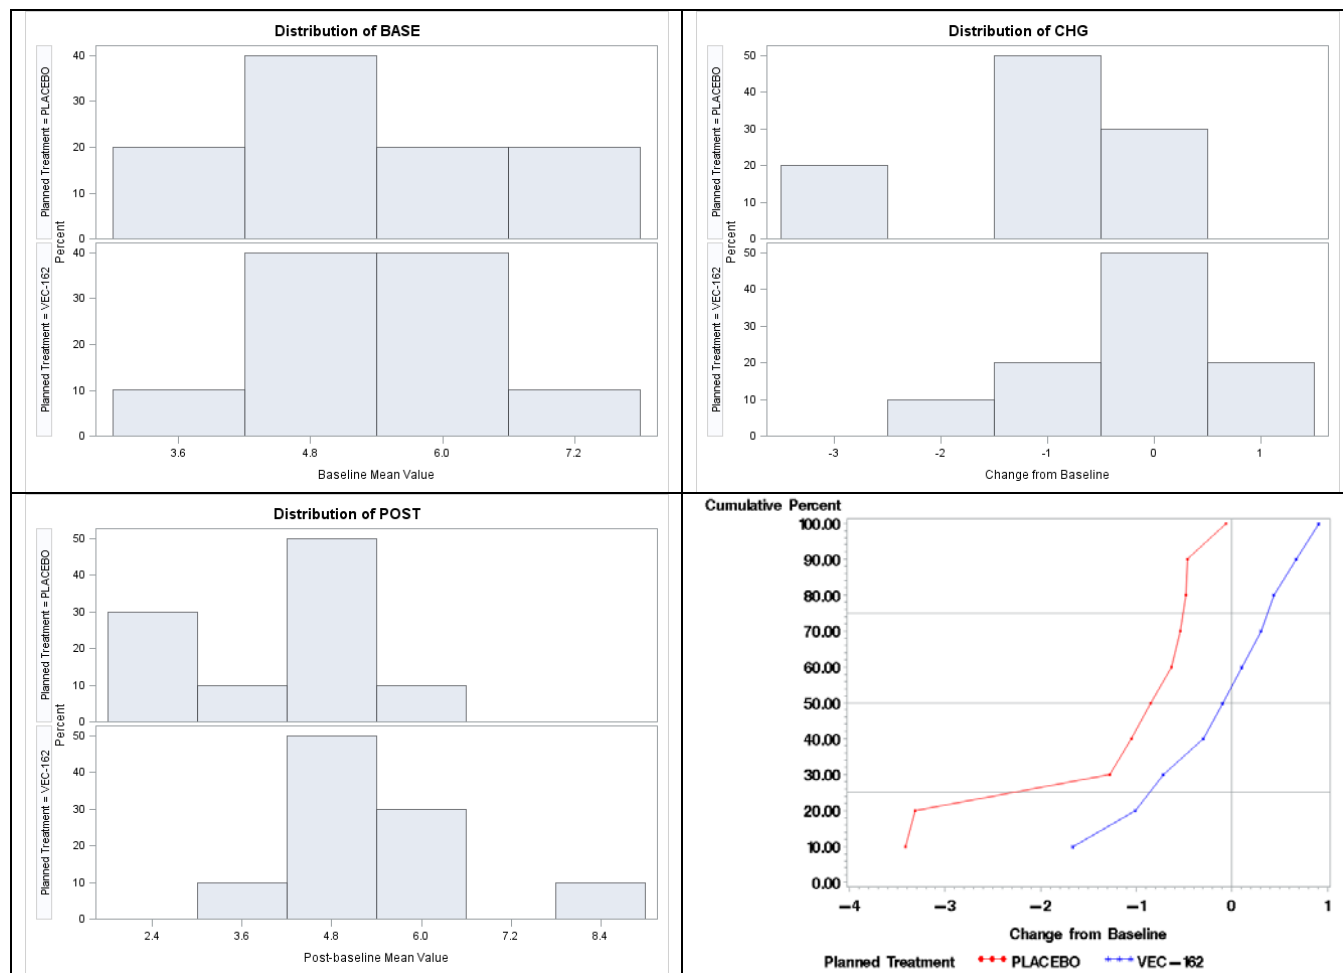 Distribution of BASE
Planned Treatment = PLACEBO
40
30
20
10
0
Percent
Planned Treatment = VEC-162
40
30
20
10
0
3.6 4.8 6.0 7.2
Baseline Mean Value
Distribution of CHG
Planned Treatment = PLACEBO
50
40
30
20
10
0
Percent
Planned Treatment = VEC-162
50
40
30
20
10
0
-3 -2 -1 0 1
Change from Baseline
Distribution of POST
Planned Treatment = PLACEBO
50
40
30
20
10
0
Percent
Planned Treatment = VEC-162
50
40
30
20
10
0
2.4 3.6 4.8 6.0 7.2 8.4
Post-baseline Mean Value
Cumulative Percent
100.00
90.00
80.00
70.00
60.00
50.00
40.00
30.00
20.00
10.00
0.00
−4 −3 −2 −1 0 1
Change from Baseline
Planned Treatment PLACEBO VEC−162